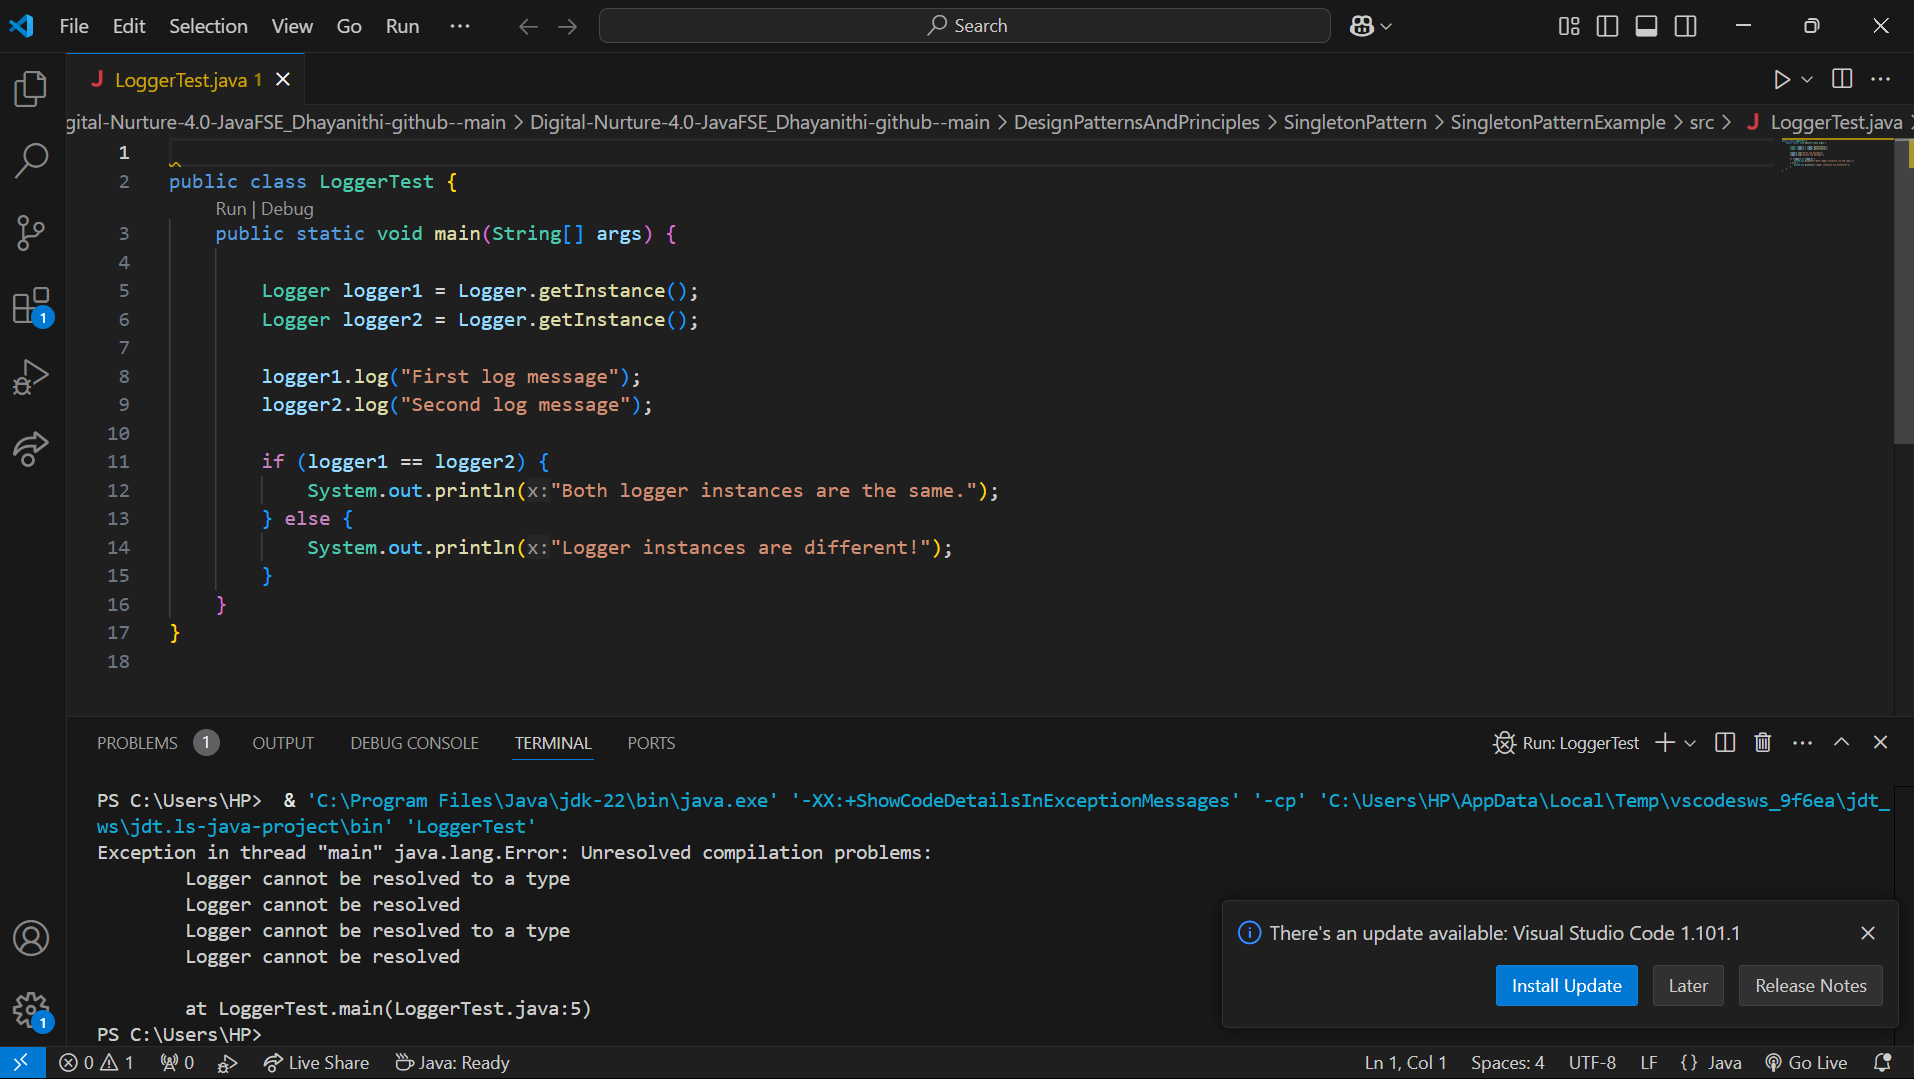 File Edit Selection View Go Run ··· Search
LoggerTest.java 1
gital-Nurture-4.0-JavaFSE_Dhayanithi-github--main > Digital-Nurture-4.0-JavaFSE_Dhayanithi-github--main > DesignPatternsAndPrinciples > SingletonPattern > SingletonPatternExample > src > J LoggerTest.java >
1
2 public class LoggerTest {
Run | Debug
3 public static void main(String[] args) {
4
5 Logger logger1 = Logger.getInstance();
6 Logger logger2 = Logger.getInstance();
7
8 logger1.log("First log message");
9 logger2.log("Second log message");
10
11 if (logger1 == logger2) {
12 System.out.println(x:"Both logger instances are the same.");
13 } else {
14 System.out.println(x:"Logger instances are different!");
15 }
16 }
17 }
18
PROBLEMS 1 OUTPUT DEBUG CONSOLE TERMINAL PORTS Run: LoggerTest
PS C:\Users\HP>  & 'C:\Program Files\Java\jdk-22\bin\java.exe' '-XX:+ShowCodeDetailsInExceptionMessages' '-cp' 'C:\Users\HP\AppData\Local\Temp\vscodesws_9f6ea\jdt_
ws\jdt.ls-java-project\bin' 'LoggerTest'
Exception in thread "main" java.lang.Error: Unresolved compilation problems:
Logger cannot be resolved to a type
Logger cannot be resolved
Logger cannot be resolved to a type
Logger cannot be resolved
at LoggerTest.main(LoggerTest.java:5)
PS C:\Users\HP>
There's an update available: Visual Studio Code 1.101.1
Install Update Later Release Notes
1
1
0 1 0 Live Share Java: Ready Ln 1, Col 1 Spaces: 4 UTF-8 LF {} Java Go Live